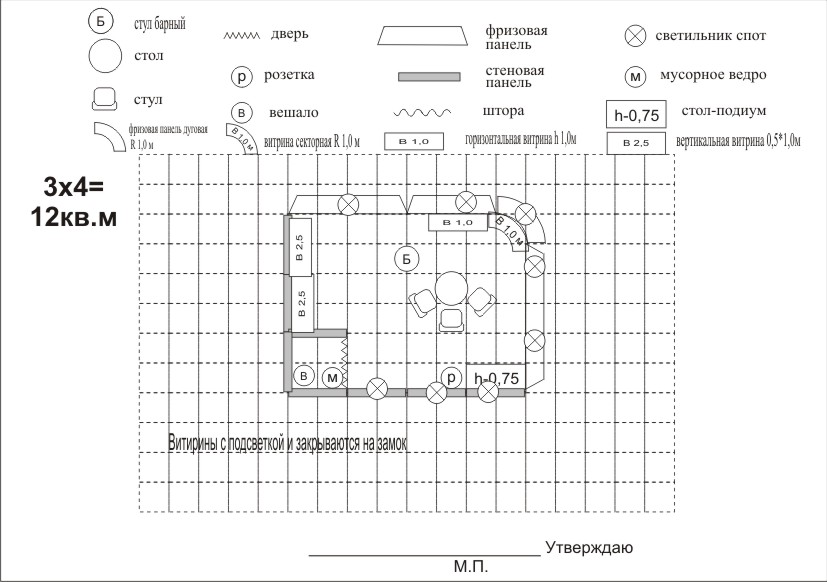 Б стул барный
дверь
фризовая
панель
светильник спот
стол
р розетка
стеновая
панель
м мусорное ведро
стул
в вешало
штора
h-0,75 стол-подиум
фризовая панель дуговая
R 1,0 м
В 1,0 м витрина секторная R 1,0 м
В 1,0 горизонтальная витрина h 1,0м
В 2,5 вертикальная витрина 0,5*1,0м
3х4=
12кв.м
В 1,0
В 1,0 м
В 2,5
Б
В 2,5
в
м
р
h-0,75
Витирины с подсветкой и закрываются на замок
Утверждаю
М.П.